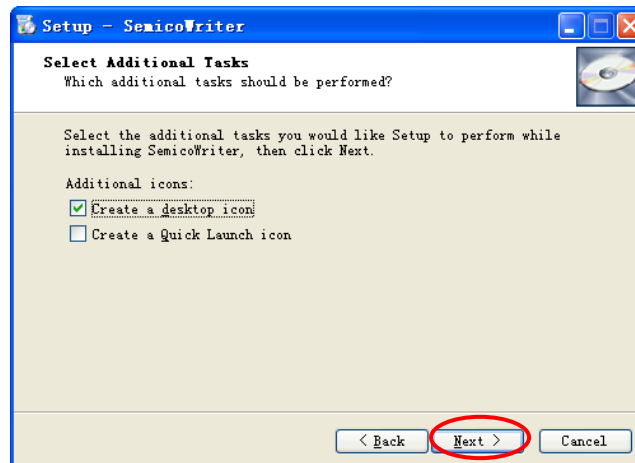 Setup - SemicoWriter
Select Additional Tasks
Which additional tasks should be performed?
Select the additional tasks you would like Setup to perform while
installing SemicoWriter, then click Next.
Additional icons:
Create a desktop icon
Create a Quick Launch icon
< Back
Next >
Cancel